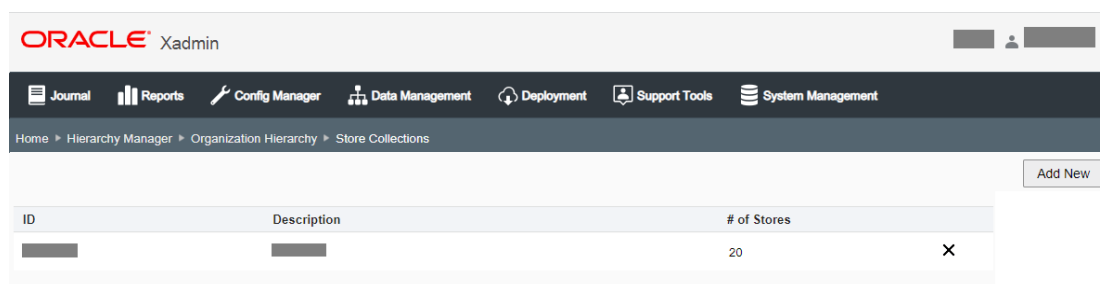 ORACLE Xadmin
Journal Reports Config Manager Data Management Deployment Support Tools System Management
Home Hierarchy Manager Organization Hierarchy Store Collections
Add New
ID Description # of Stores
20